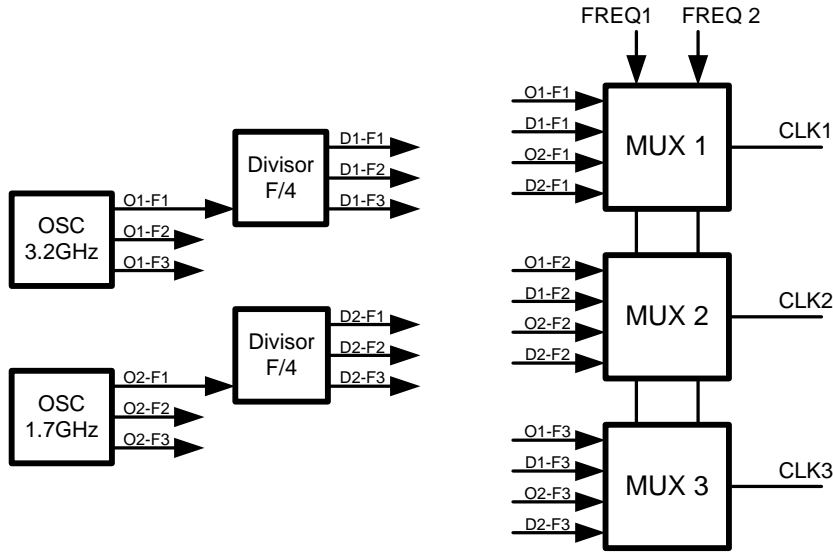 FREQ1
FREQ 2
OSC
3.2GHz
O1-F1
O1-F2
O1-F3
Divisor
F/4
D1-F1
D1-F2
D1-F3
OSC
1.7GHz
O2-F1
O2-F2
O2-F3
Divisor
F/4
D2-F1
D2-F2
D2-F3
O1-F1
D1-F1
O2-F1
D2-F1
MUX 1
CLK1
O1-F2
D1-F2
O2-F2
D2-F2
MUX 2
CLK2
O1-F3
D1-F3
O2-F3
D2-F3
MUX 3
CLK3